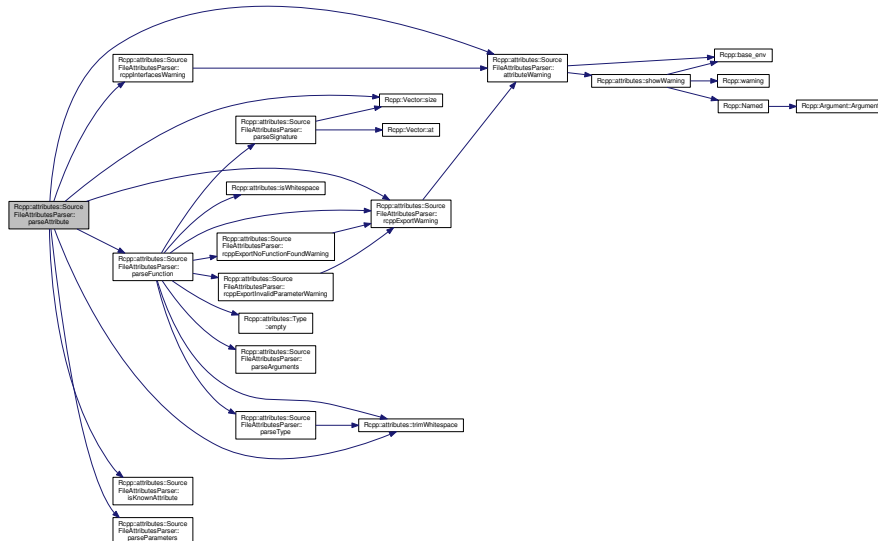 Rcpp::attributes::Source
FileAttributesParser::
parseAttribute
Rcpp::attributes::Source
FileAttributesParser::
rcppInterfacesWarning
Rcpp::attributes::Source
FileAttributesParser::
parseFunction
Rcpp::attributes::Source
FileAttributesParser::
isKnownAttribute
Rcpp::attributes::Source
FileAttributesParser::
parseParameters
Rcpp::attributes::Source
FileAttributesParser::
parseSignature
Rcpp::attributes::isWhitespace
Rcpp::attributes::Source
FileAttributesParser::
rcppExportNoFunctionFoundWarning
Rcpp::attributes::Source
FileAttributesParser::
rcppExportInvalidParameterWarning
Rcpp::attributes::Type
::empty
Rcpp::attributes::Source
FileAttributesParser::
parseArguments
Rcpp::attributes::Source
FileAttributesParser::
parseType
Rcpp::Vector::size
Rcpp::Vector::at
Rcpp::attributes::Source
FileAttributesParser::
rcppExportWarning
Rcpp::attributes::trimWhitespace
Rcpp::attributes::Source
FileAttributesParser::
attributeWarning
Rcpp::attributes::showWarning
Rcpp::base_env
Rcpp::warning
Rcpp::Named
Rcpp::Argument::Argument